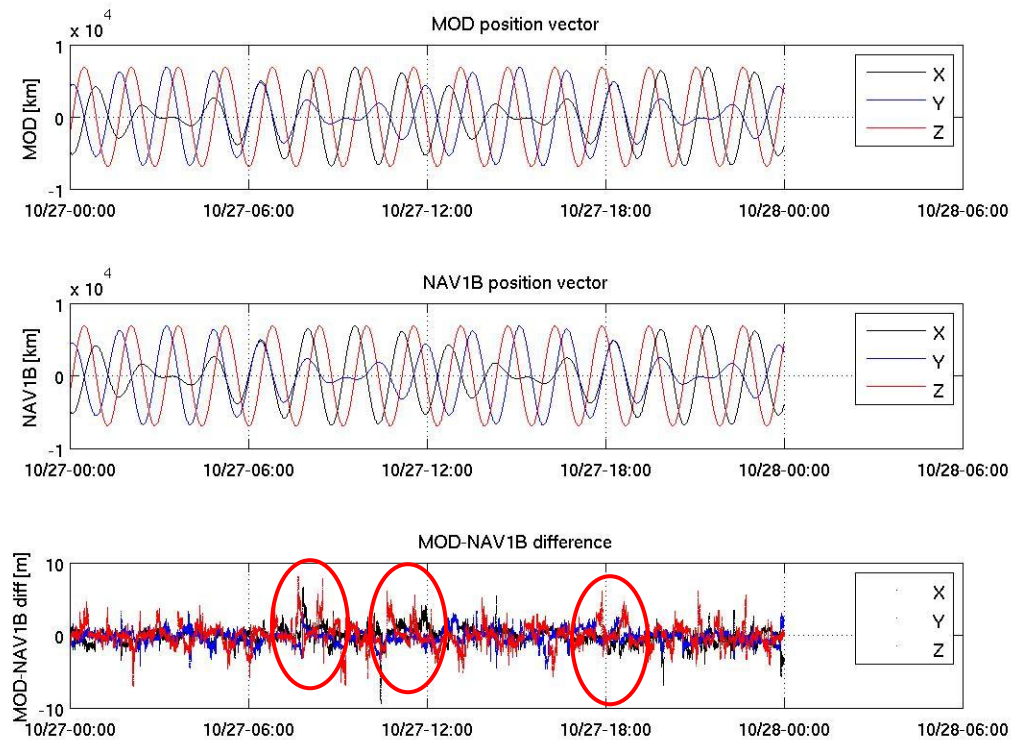 x 10 4
MOD position vector
1
0
-1
MOD [km]
X
Y
Z
10/27-00:00 10/27-06:00 10/27-12:00 10/27-18:00 10/28-00:00 10/28-06:00
x 10 4
NAV1B position vector
1
0
-1
NAV1B [km]
X
Y
Z
10/27-00:00 10/27-06:00 10/27-12:00 10/27-18:00 10/28-00:00 10/28-06:00
MOD-NAV1B difference
10
0
-10
MOD-NAV1B diff [m]
X
Y
Z
10/27-00:00 10/27-06:00 10/27-12:00 10/27-18:00 10/28-00:00 10/28-06:00